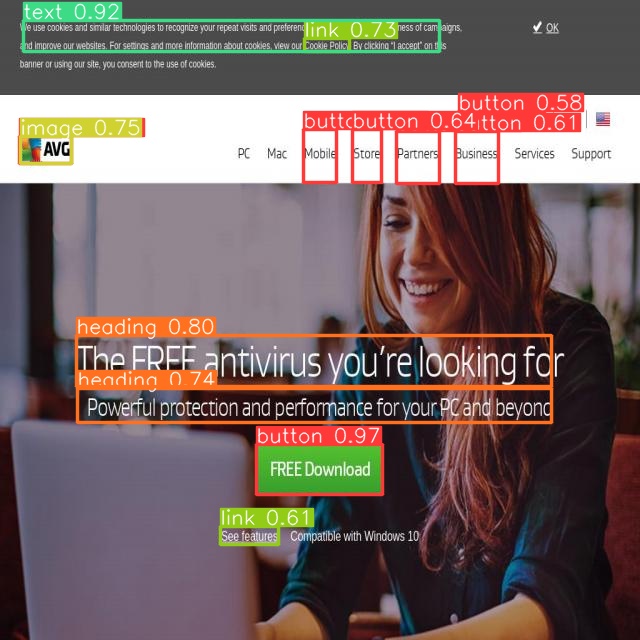 text 0.92
We use cookies and similar technologies to recognize your repeat visits and link 0.73 ness of campaigns,
and improve our websites. For settings and more information about cookies, view our Cookie Policy. By clicking "I accept" on this
banner or using our site, you consent to the use of cookies.
OK
button 0.58
image 0.75
button 0.64
button 0.61
AVG
PC Mac Mobile Store Partners Business Services Support
heading 0.80
The FREE antivirus you're looking for
heading 0.74
Powerful protection and performance for your PC and beyond
button 0.97
FREE Download
link 0.61
See features Compatible with Windows 10